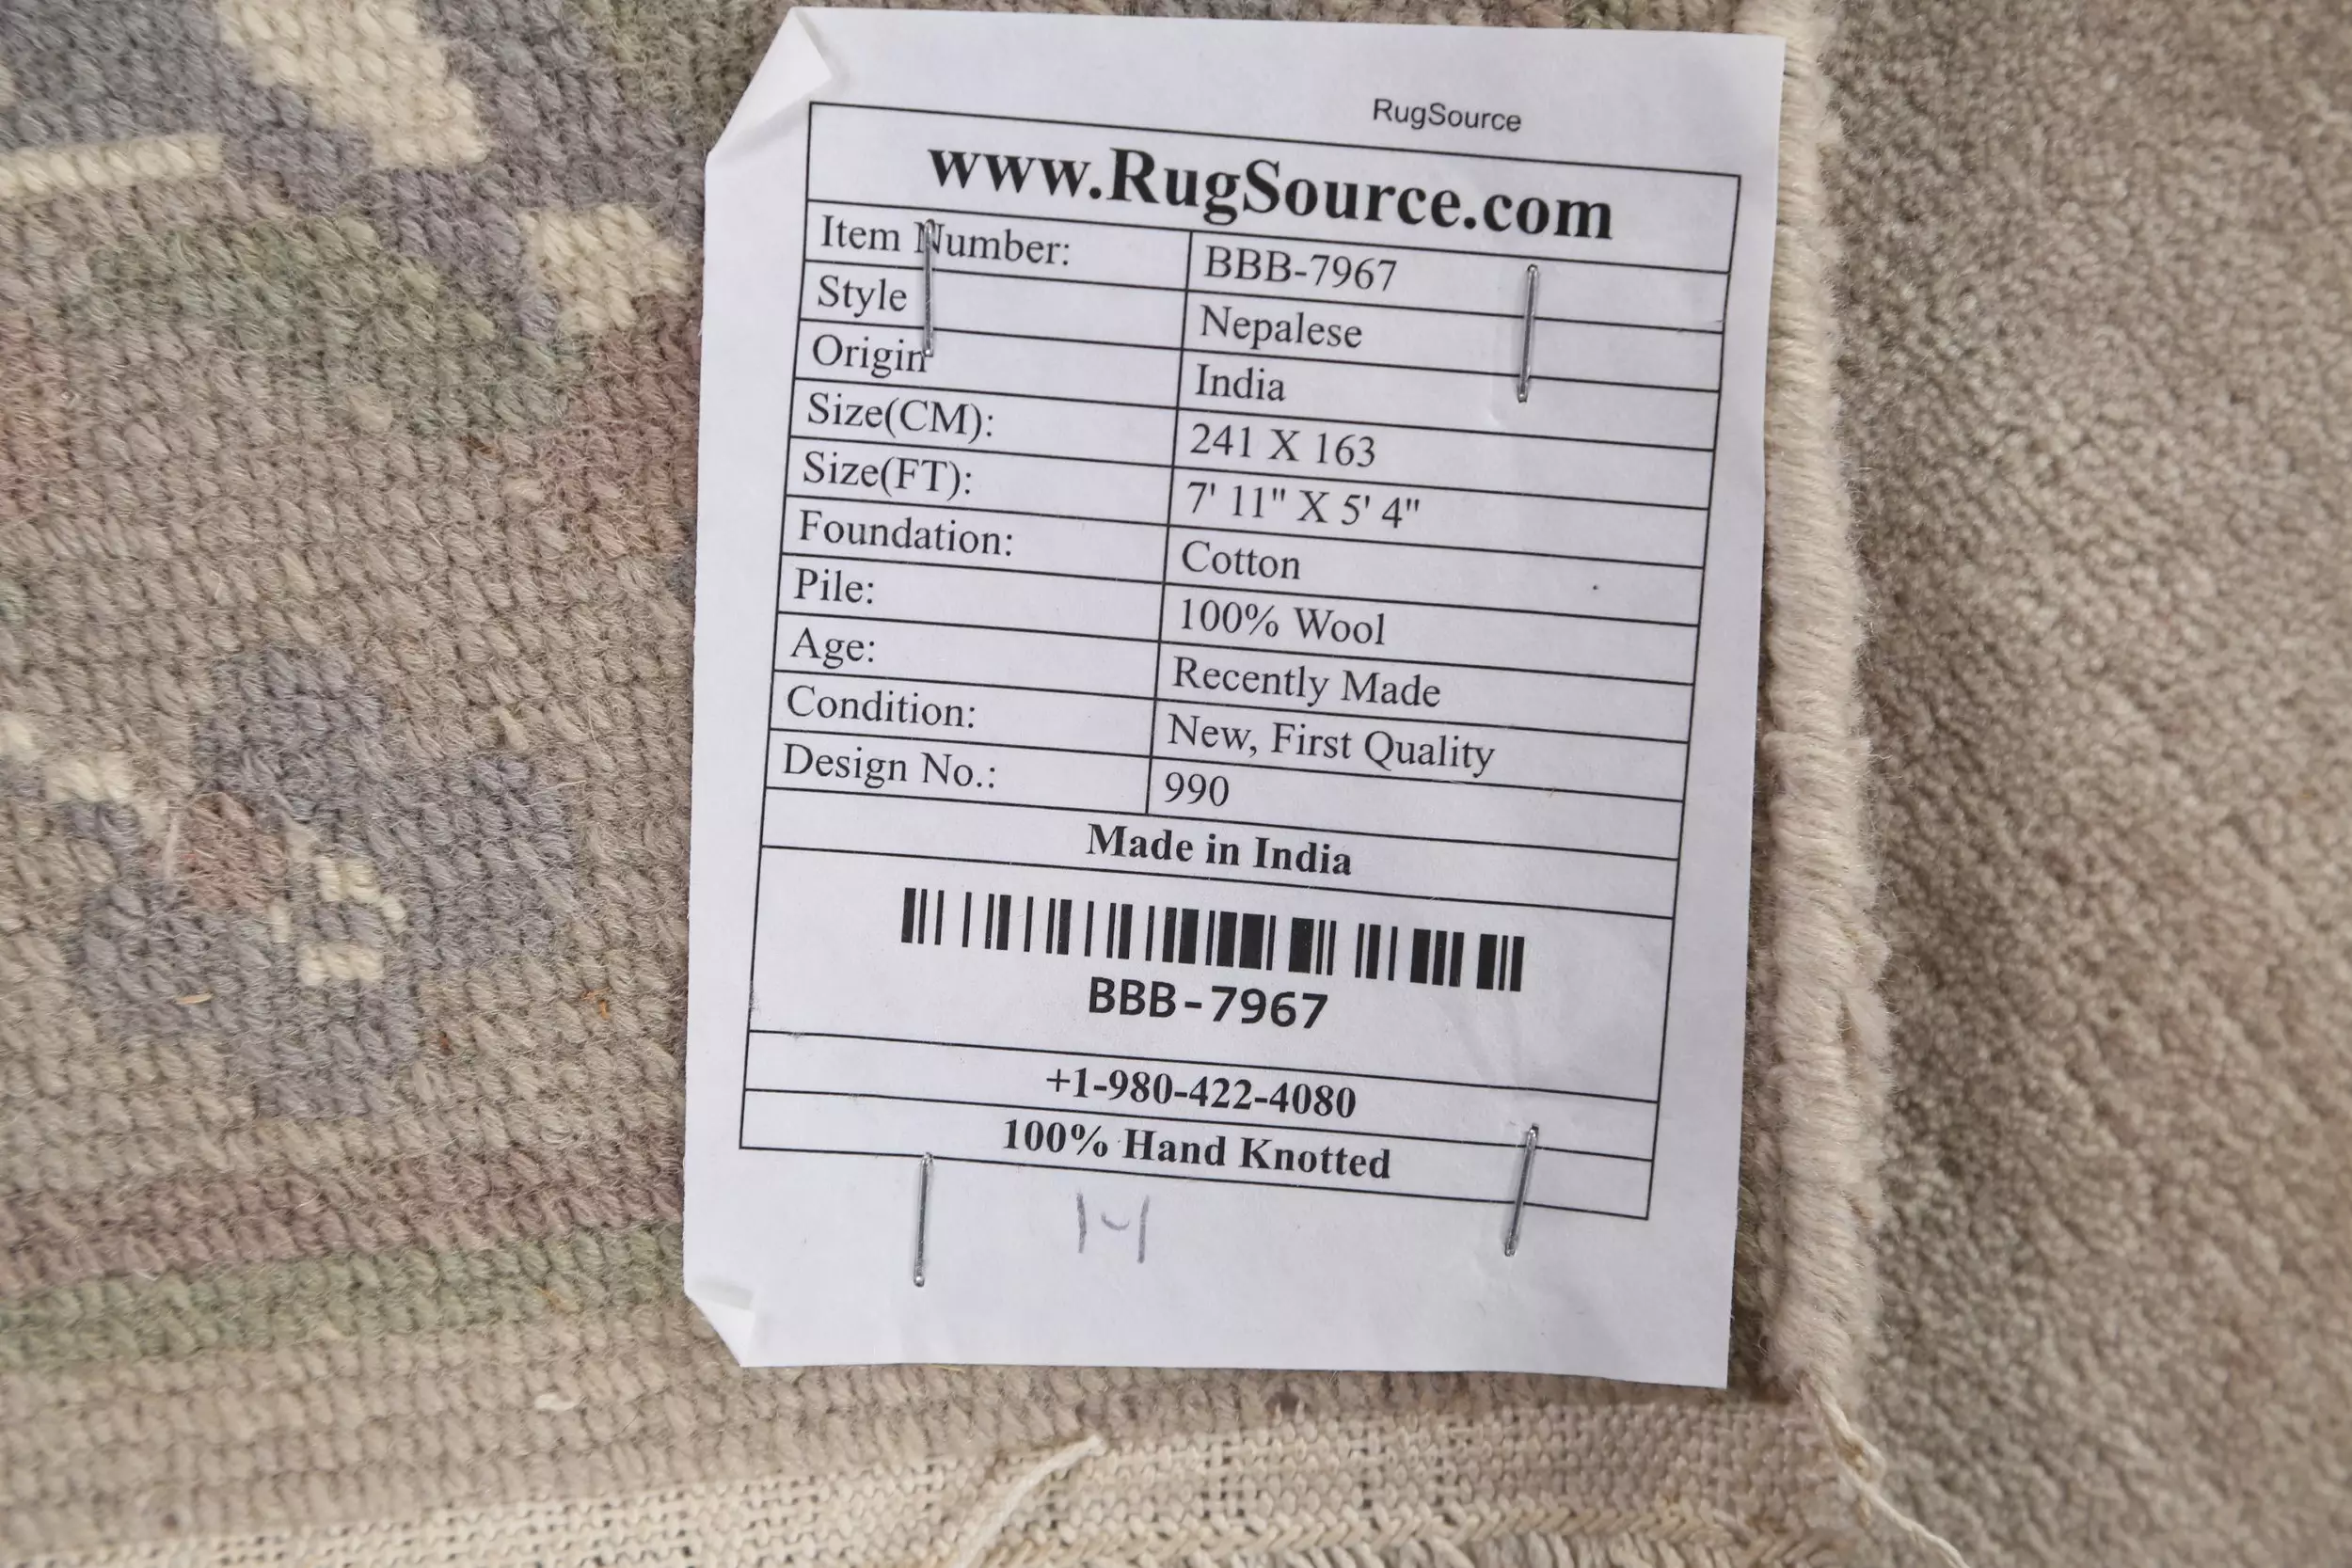 RugSource
www.RugSource.com
Item Number: BBB-7967
Style Nepalese
Origin India
Size(CM): 241 X 163
Size(FT): 7' 11" X 5' 4"
Foundation: Cotton
Pile: 100% Wool
Age: Recently Made
Condition: New, First Quality
Design No.: 990
Made in India
BBB-7967
+1-980-422-4080
100% Hand Knotted